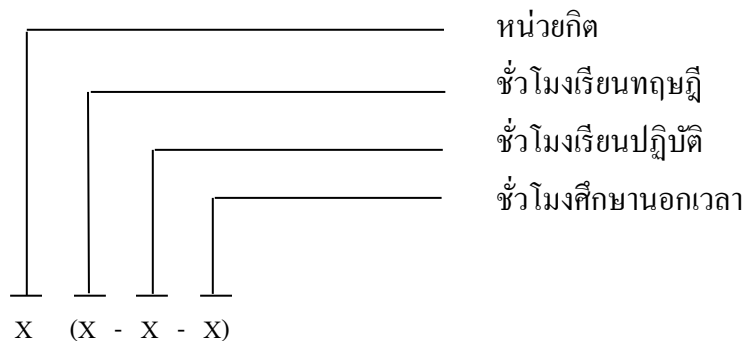 หน่วยกิต
ชั่วโมงเรียนทฤษฎี
ชั่วโมงเรียนปฏิบัติ
ชั่วโมงศึกษานอกเวลา
X (X - X - X)